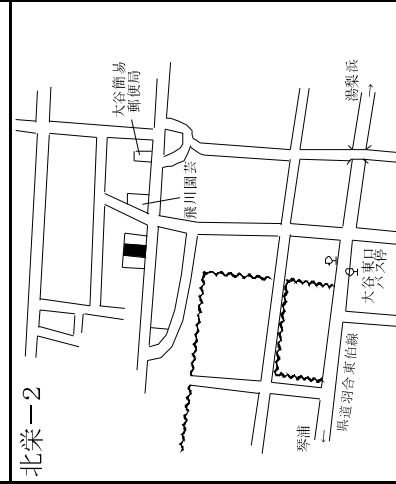 北栄－2
大谷簡易
郵便局
飛川園芸
湯梨浜
→
大谷東口
バス停
県道羽合東伯線
琴浦
←